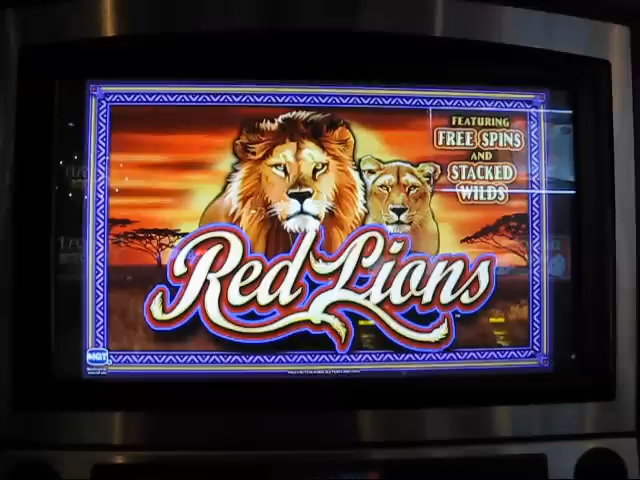 FEATURING
FREE SPINS
AND
STACKED
WILDS
Red Lions
IGT